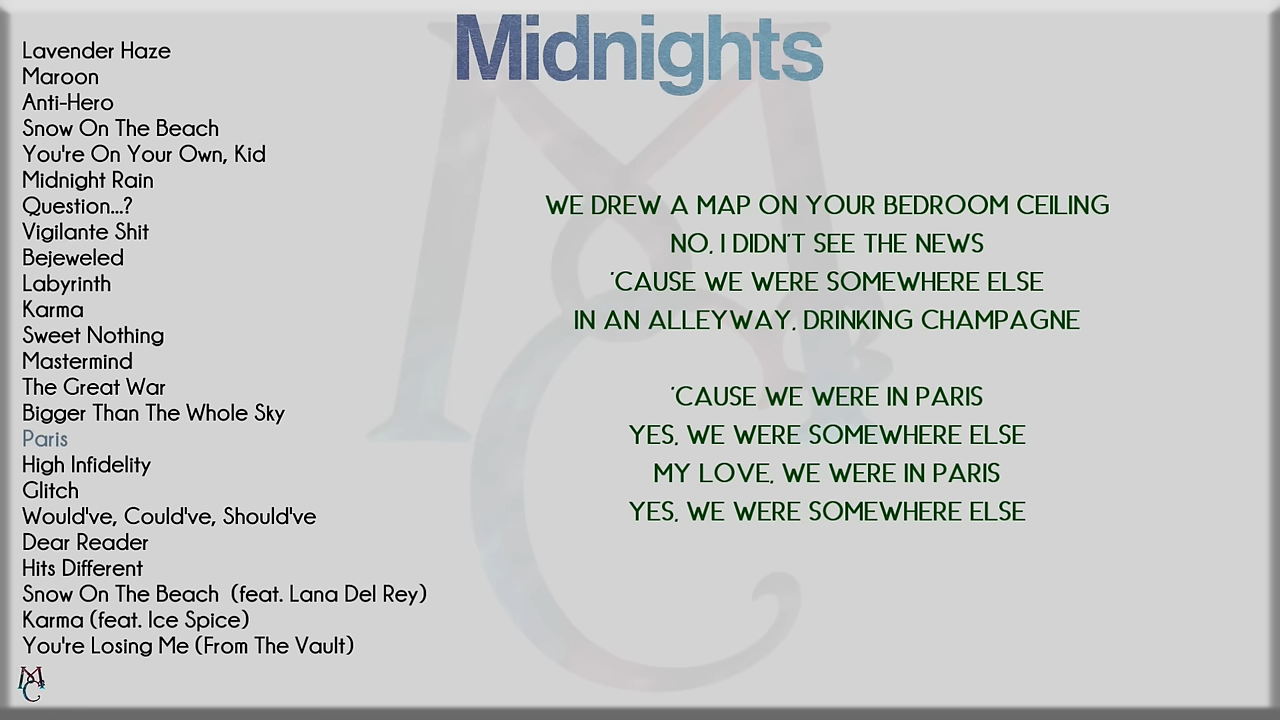 Midnights
Lavender Haze
Maroon
Anti-Hero
Snow On The Beach
You're On Your Own, Kid
Midnight Rain
Question...?
Vigilante Shit
Bejeweled
Labyrinth
Karma
Sweet Nothing
Mastermind
The Great War
Bigger Than The Whole Sky
Paris
High Infidelity
Glitch
Would've, Could've, Should've
Dear Reader
Hits Different
Snow On The Beach (feat. Lana Del Rey)
Karma (feat. Ice Spice)
You're Losing Me (From The Vault)
WE DREW A MAP ON YOUR BEDROOM CEILING
NO, I DIDN'T SEE THE NEWS
'CAUSE WE WERE SOMEWHERE ELSE
IN AN ALLEYWAY, DRINKING CHAMPAGNE
'CAUSE WE WERE IN PARIS
YES, WE WERE SOMEWHERE ELSE
MY LOVE, WE WERE IN PARIS
YES, WE WERE SOMEWHERE ELSE